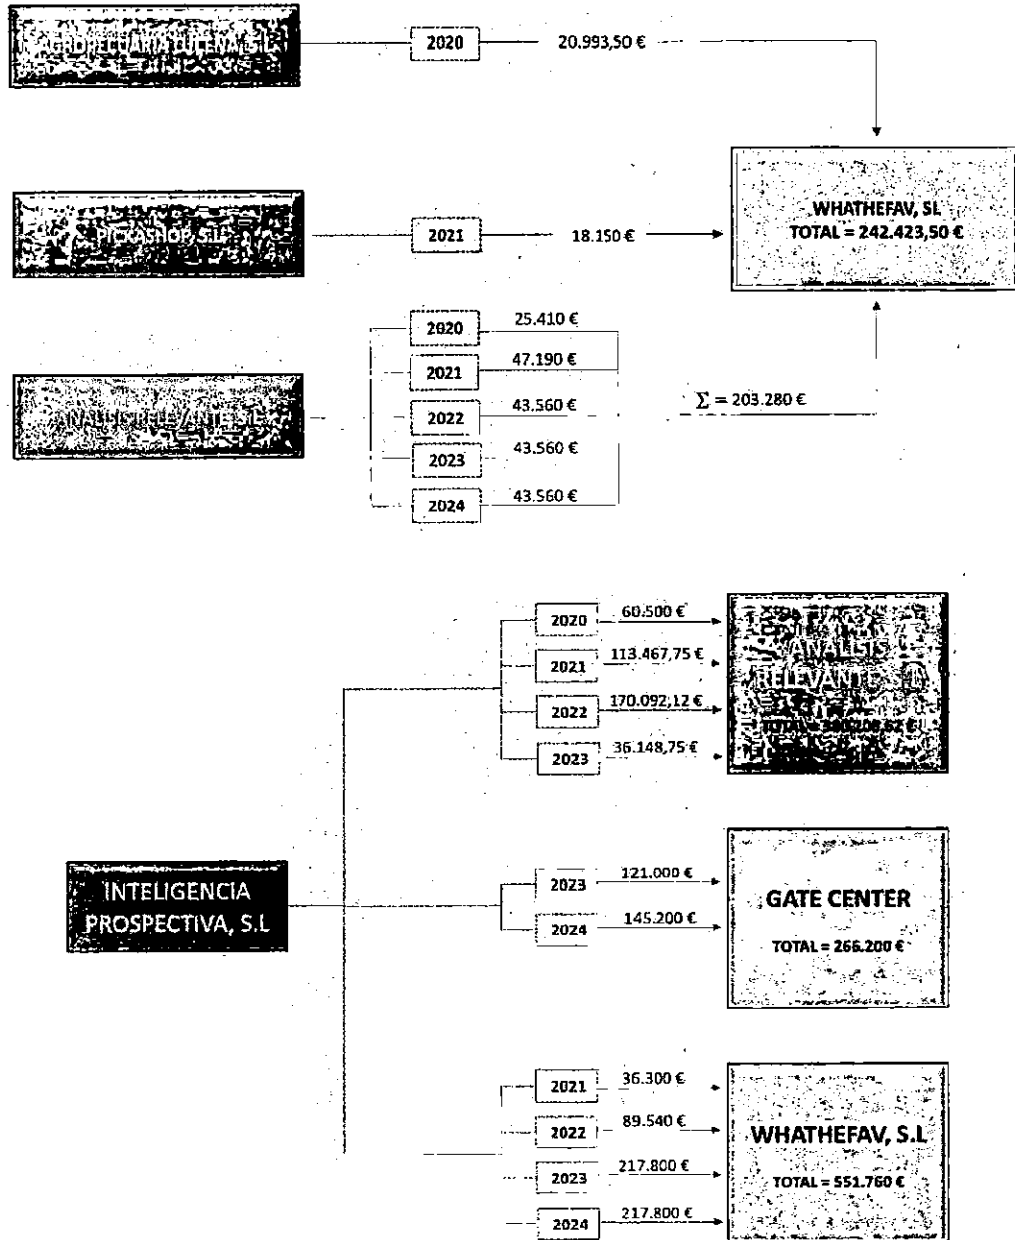 AGROPECUARIA LUCENA, S.L
2020
20.993,50 €
WHATHEFAV, SL
TOTAL = 242.423,50 €
2021
18.150 €
2020
25.410 €
2021
47.190 €
2022
43.560 €
2023
43.560 €
2024
43.560 €
∑ = 203.280 €
2020
60.500 €
2021
113.467,75 €
2022
170.092,12 €
2023
36.148,75 €
ANALISIS
RELEVANTE S.L
INTELIGENCIA
PROSPECTIVA, S.L
2023
121.000 €
2024
145.200 €
GATE CENTER
TOTAL = 266.200 €
2021
36.300 €
2022
89.540 €
2023
217.800 €
2024
217.800 €
WHATHEFAV, S.L
TOTAL = 551.760 €